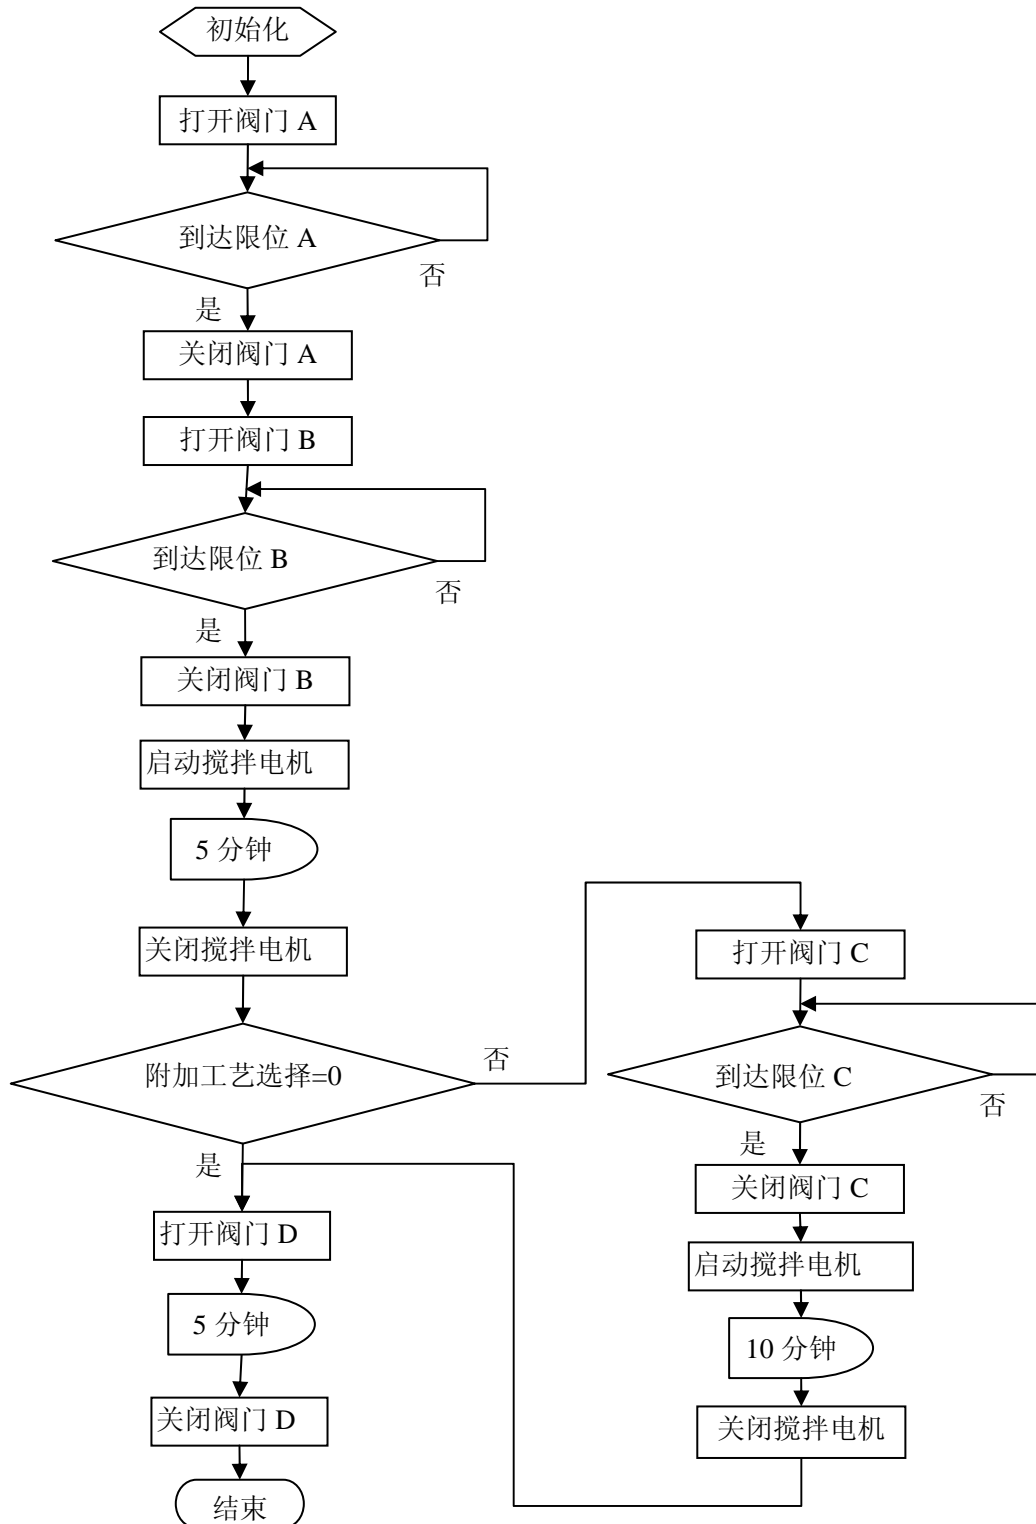 初始化
打开阀门 A
到达限位 A
否
是
关闭阀门 A
打开阀门 B
到达限位 B
否
是
关闭阀门 B
启动搅拌电机
5 分钟
关闭搅拌电机
附加工艺选择=0
否
是
打开阀门 D
5 分钟
关闭阀门 D
结束
打开阀门 C
到达限位 C
否
是
关闭阀门 C
启动搅拌电机
10 分钟
关闭搅拌电机